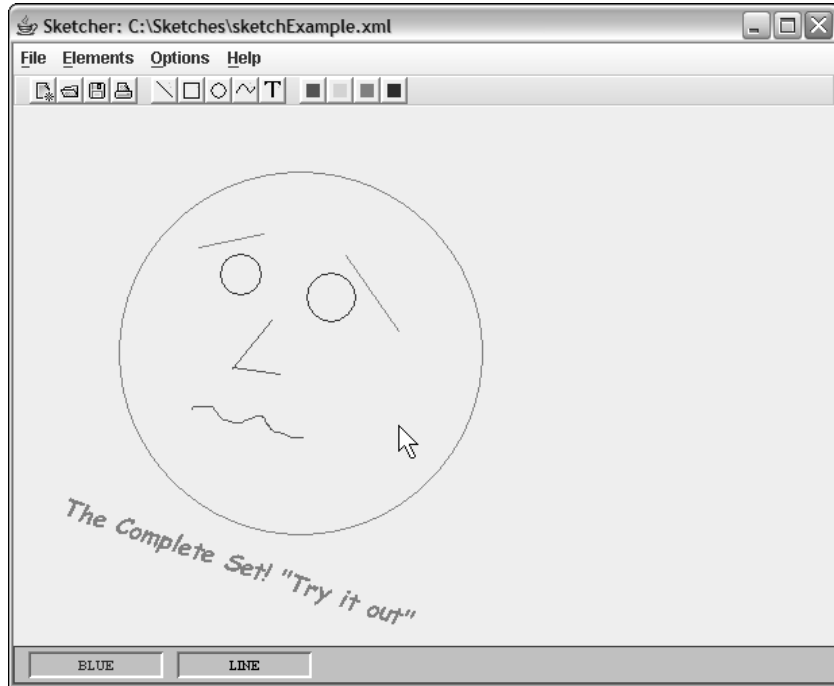 Sketcher: C:\Sketches\sketchExample.xml
File Elements Options Help
T
The Complete Set! "Try it out"
BLUE LINE